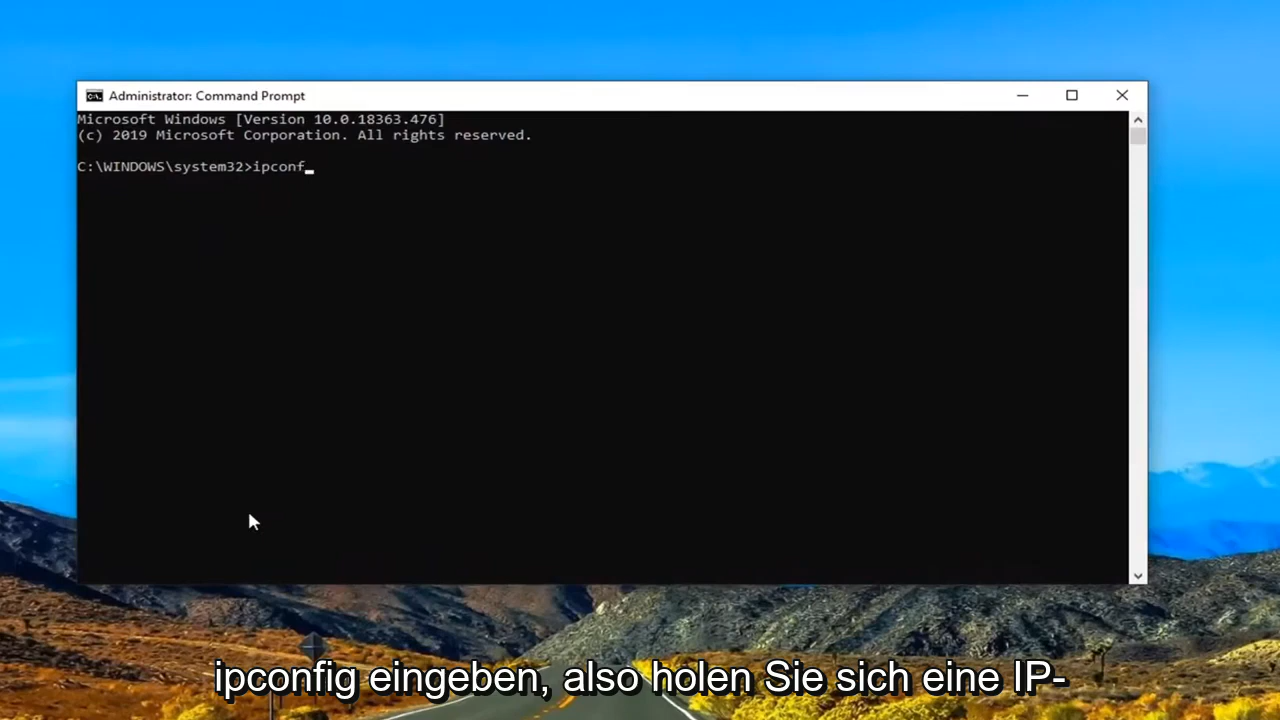 Administrator: Command Prompt
Microsoft Windows [Version 10.0.18363.476]
(c) 2019 Microsoft Corporation. All rights reserved.
C:\WINDOWS\system32>ipconf_
ipconfig eingeben, also holen Sie sich eine IP-